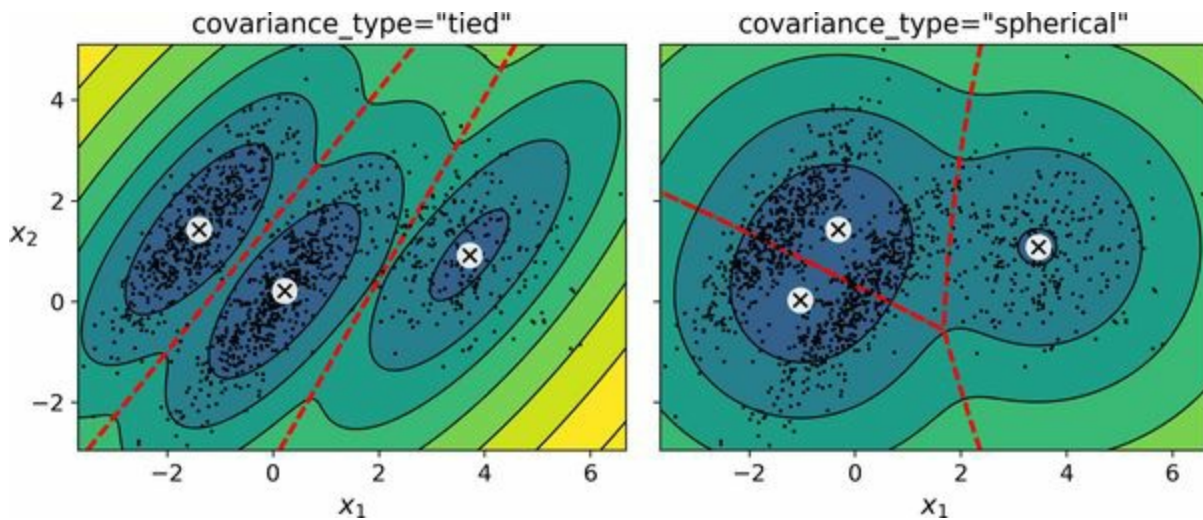 covariance_type="tied"
covariance_type="spherical"
4
2
x₂
0
−2
−2 0 2 4 6
−2 0 2 4 6
x₁
x₁